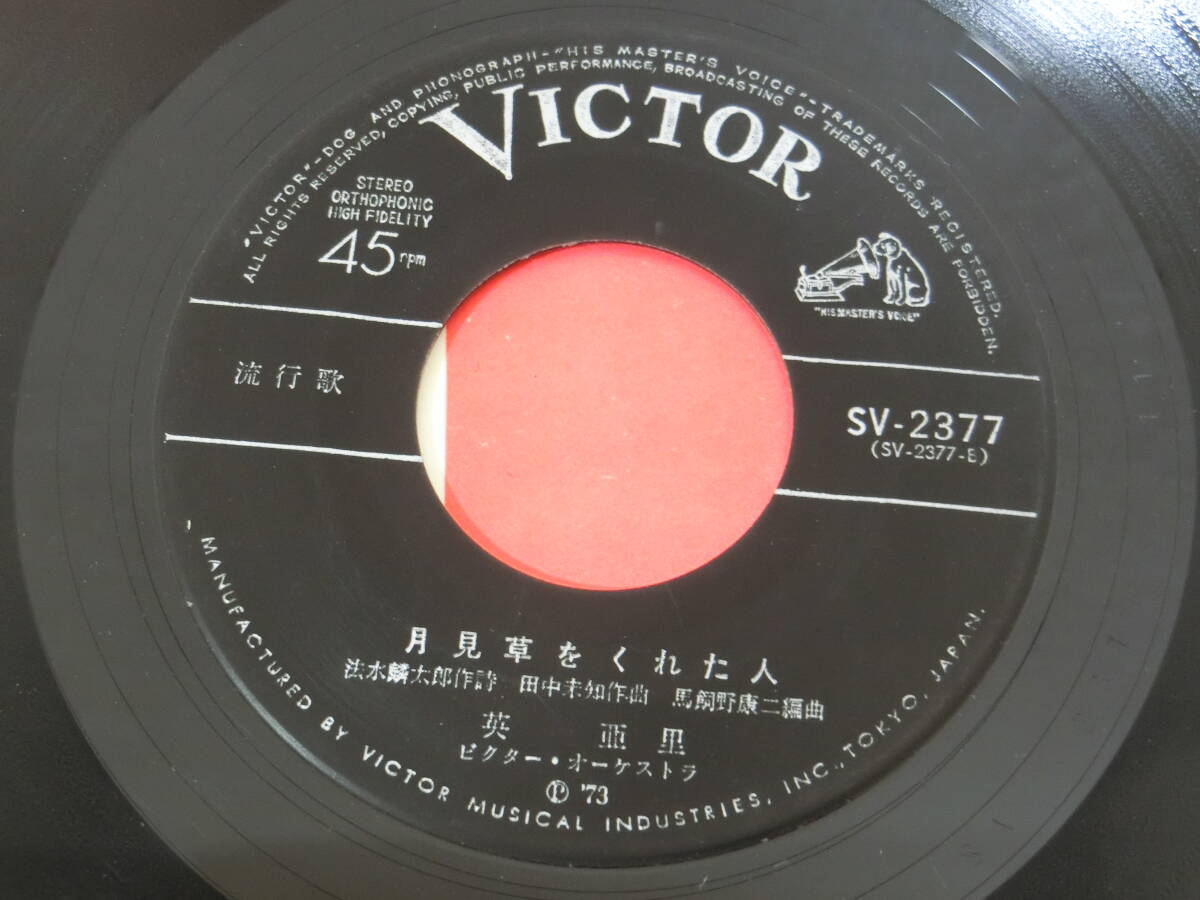 "VICTOR"-DOG AND PHONOGRAPH-"HIS MASTER'S VOICE"-TRADEMARKS REGISTERED.
ALL RIGHTS RESERVED, COPYING, PUBLIC PERFORMANCE, BROADCASTING OF THESE RECORDS ARE FORBIDDEN.
VICTOR
STEREO
ORTHOPHONIC
HIGH FIDELITY
45 rpm
"HIS MASTER'S VOICE"
流行歌
SV-2377
(SV-2377-B)
月見草をくれた人
法水麟太郎作詩 田中未知作曲 馬飼野康二編曲
英 亜里
ビクター・オーケストラ
Ⓟ '73
MANUFACTURED BY VICTOR MUSICAL INDUSTRIES, INC., TOKYO, JAPAN.